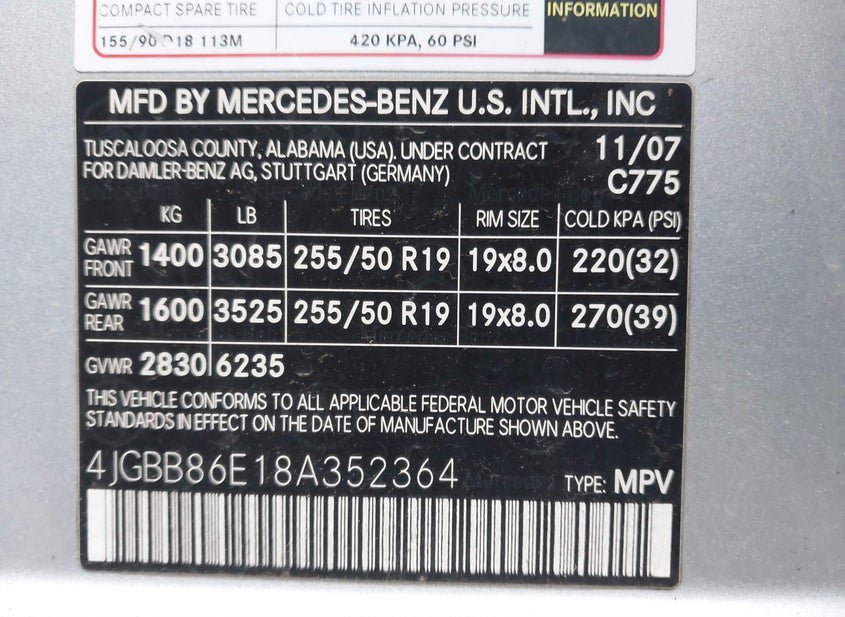 COMPACT SPARE TIRE COLD TIRE INFLATION PRESSURE INFORMATION
155/90 D18 113M 420 KPA, 60 PSI
MFD BY MERCEDES-BENZ U.S. INTL., INC
TUSCALOOSA COUNTY, ALABAMA (USA). UNDER CONTRACT 11/07
FOR DAIMLER-BENZ AG, STUTTGART (GERMANY) C775
KG LB TIRES RIM SIZE COLD KPA (PSI)
GAWR FRONT 1400 3085 255/50 R19 19x8.0 220(32)
GAWR REAR 1600 3525 255/50 R19 19x8.0 270(39)
GVWR 2830 6235
THIS VEHICLE CONFORMS TO ALL APPLICABLE FEDERAL MOTOR VEHICLE SAFETY
STANDARDS IN EFFECT ON THE DATE OF MANUFACTURE SHOWN ABOVE.
4JGBB86E18A352364 TYPE: MPV